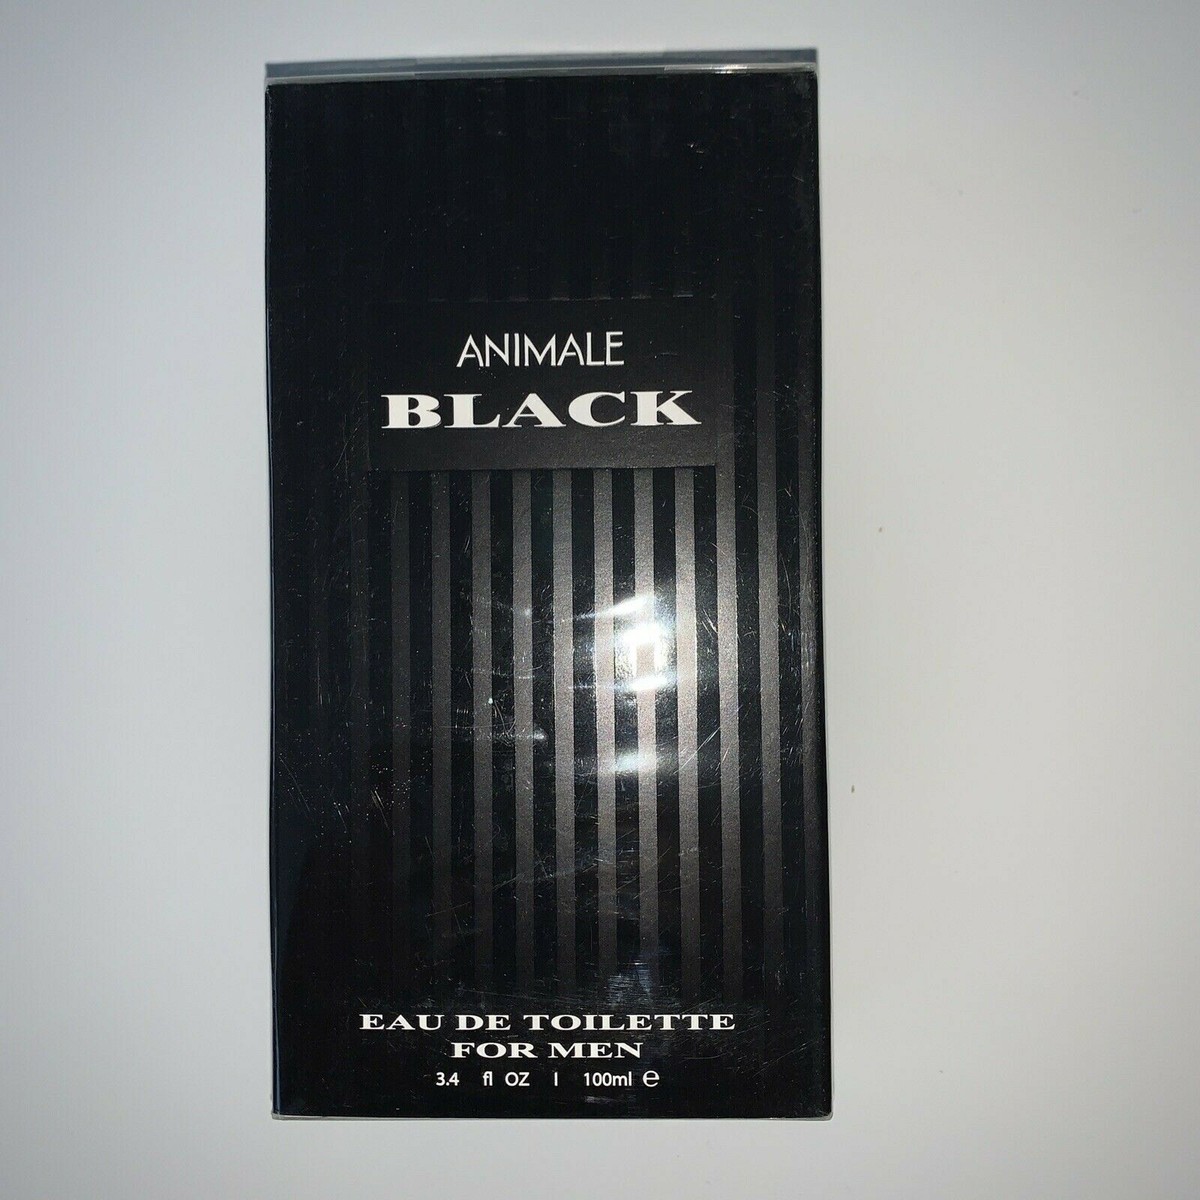 ANIMALE
BLACK
EAU DE TOILETTE
FOR MEN
3.4 fl OZ | 100ml ℮